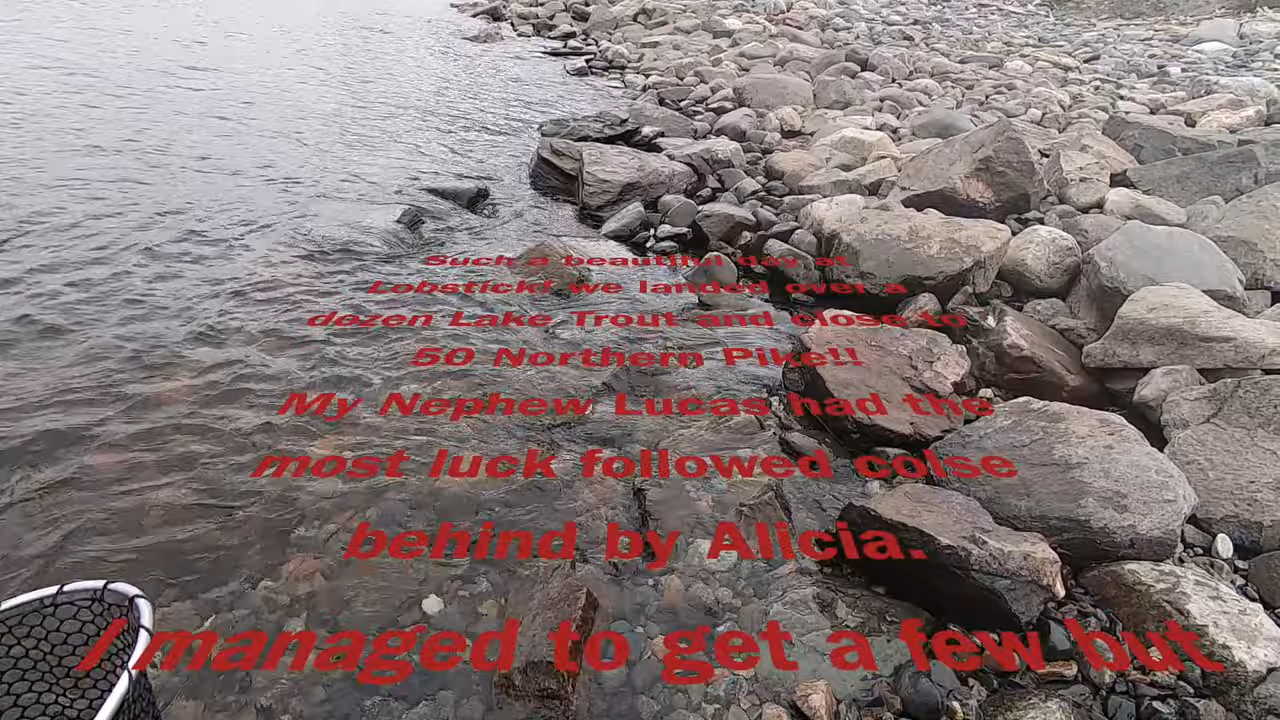 Such a beautiful day at
Lobstick! we landed over a
dozen Lake Trout and close to
50 Northern Pike!!
My Nephew Lucas had the
most luck followed colse
behind by Alicia.
I managed to get a few but